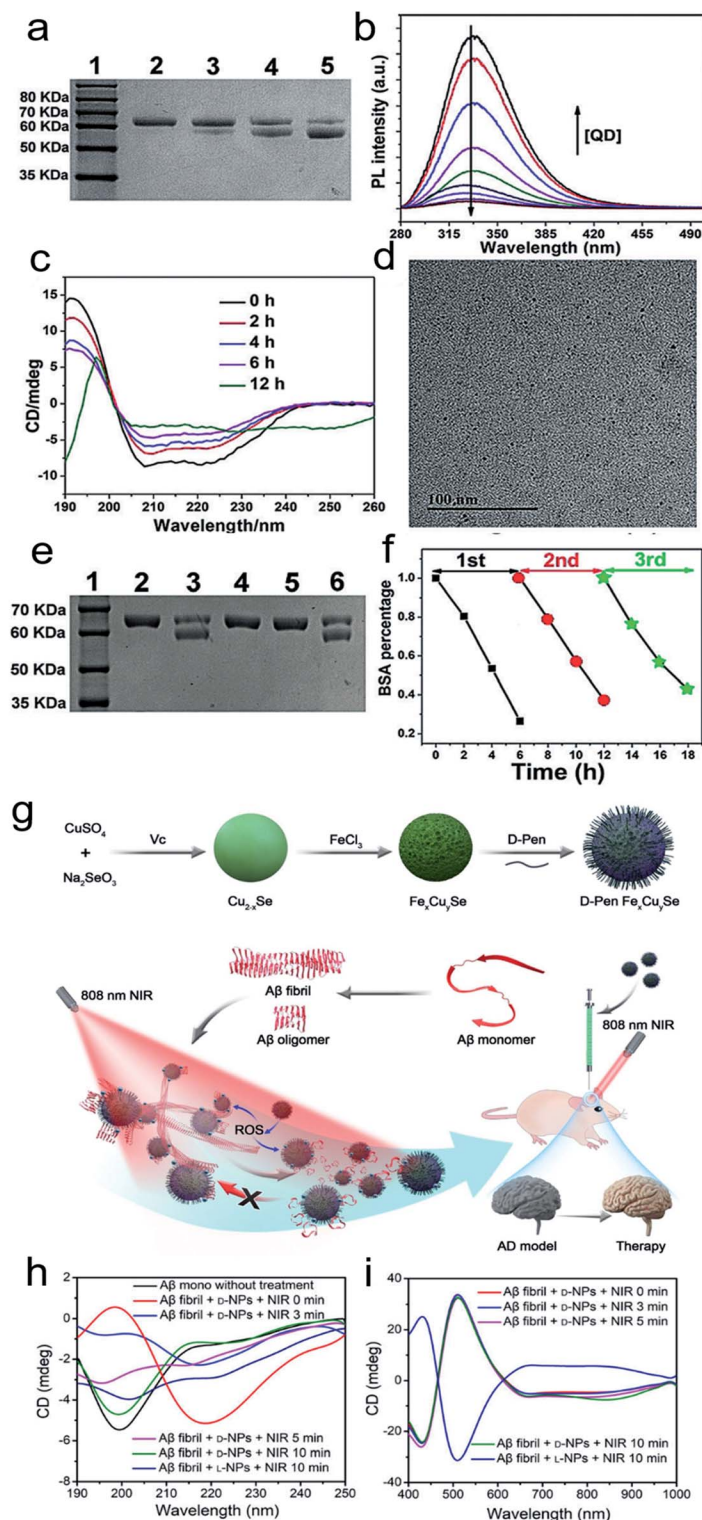 a
1 2 3 4 5
80 KDa
70 KDa
60 KDa
50 KDa
35 KDa
b
PL intensity (a.u.)
[QD]
280 315 350 385 420 455 490
Wavelength (nm)
c
15
10
5
0
-5
-10
CD/mdeg
0 h
2 h
4 h
6 h
12 h
190 200 210 220 230 240 250 260
Wavelength/nm
d
100 nm
e
1 2 3 4 5 6
70 KDa
60 KDa
50 KDa
35 KDa
f
1st 2nd 3rd
1.0
0.8
0.6
0.4
0.2
BSA percentage
0 2 4 6 8 10 12 14 16 18
Time (h)
g
CuSO4
+
Na2SeO3
Vc
Cu2-xSe
FeCl3
FexCuySe
D-Pen
D-Pen FexCuySe
808 nm NIR
Aβ fibril
Aβ oligomer
Aβ monomer
808 nm NIR
ROS
X
AD model
Therapy
h
2
0
-2
-4
-6
-8
CD (mdeg)
Aβ mono without treatment
Aβ fibril + D-NPs + NIR 0 min
Aβ fibril + D-NPs + NIR 3 min
Aβ fibril + D-NPs + NIR 5 min
Aβ fibril + D-NPs + NIR 10 min
Aβ fibril + L-NPs + NIR 10 min
190 200 210 220 230 240 250
Wavelength (nm)
i
40
20
0
-20
-40
CD (mdeg)
Aβ fibril + D-NPs + NIR 0 min
Aβ fibril + D-NPs + NIR 3 min
Aβ fibril + D-NPs + NIR 5 min
Aβ fibril + D-NPs + NIR 10 min
Aβ fibril + L-NPs + NIR 10 min
400 500 600 700 800 900 1000
Wavelength (nm)